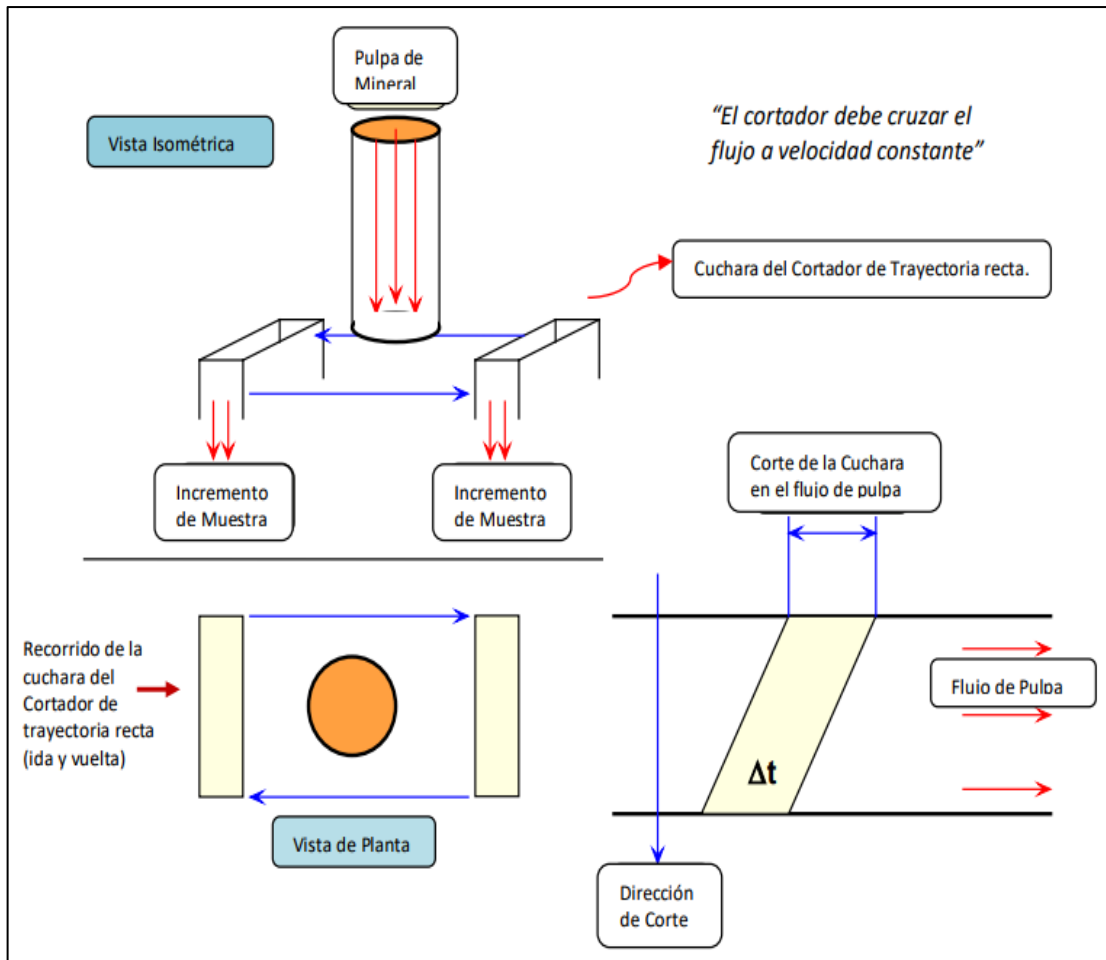 Pulpa de
Mineral
Vista Isométrica
“El cortador debe cruzar el
flujo a velocidad constante”
Cuchara del Cortador de Trayectoria recta.
Incremento
de Muestra
Incremento
de Muestra
Corte de la Cuchara
en el flujo de pulpa
Recorrido de la
cuchara del
Cortador de
trayectoria recta
(ida y vuelta)
Vista de Planta
Δt
Flujo de Pulpa
Dirección
de Corte